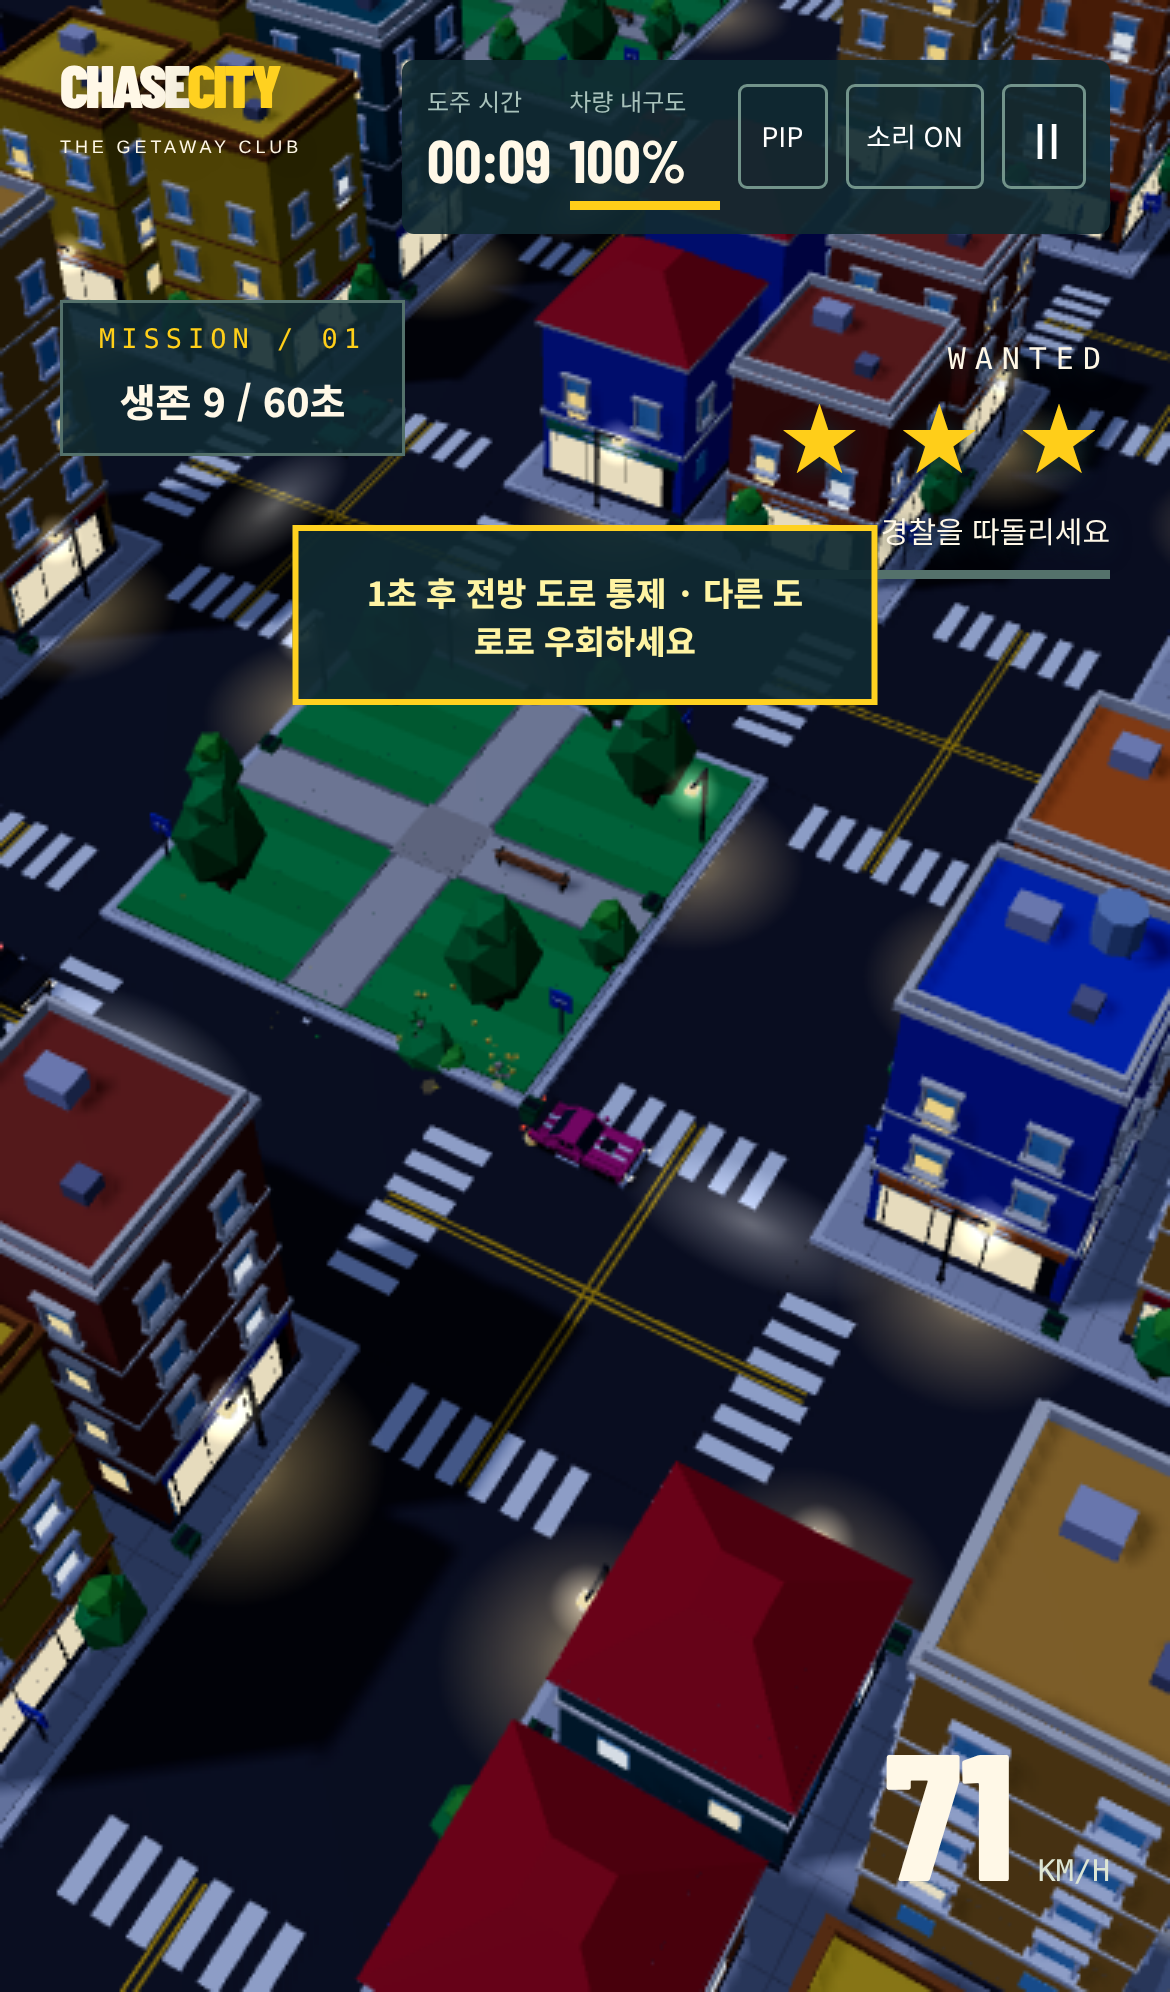 CHASECITY
THE GETAWAY CLUB
도주 시간
00:09
차량 내구도
100%
PIP
소리 ON
MISSION / 01
생존 9 / 60초
WANTED
경찰을 따돌리세요
1초 후 전방 도로 통제 · 다른 도
로로 우회하세요
71 KM/H